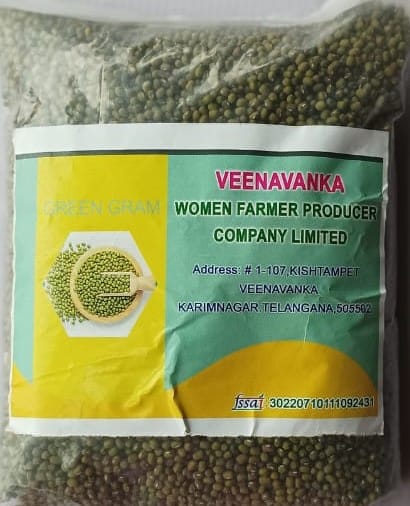 GREEN GRAM
VEENAVANKA
WOMEN FARMER PRODUCER
COMPANY LIMITED
Address: # 1-107,KISHTAMPET
VEENAVANKA
KARIMNAGAR.TELANGANA,505502
fssai 30220710111092431